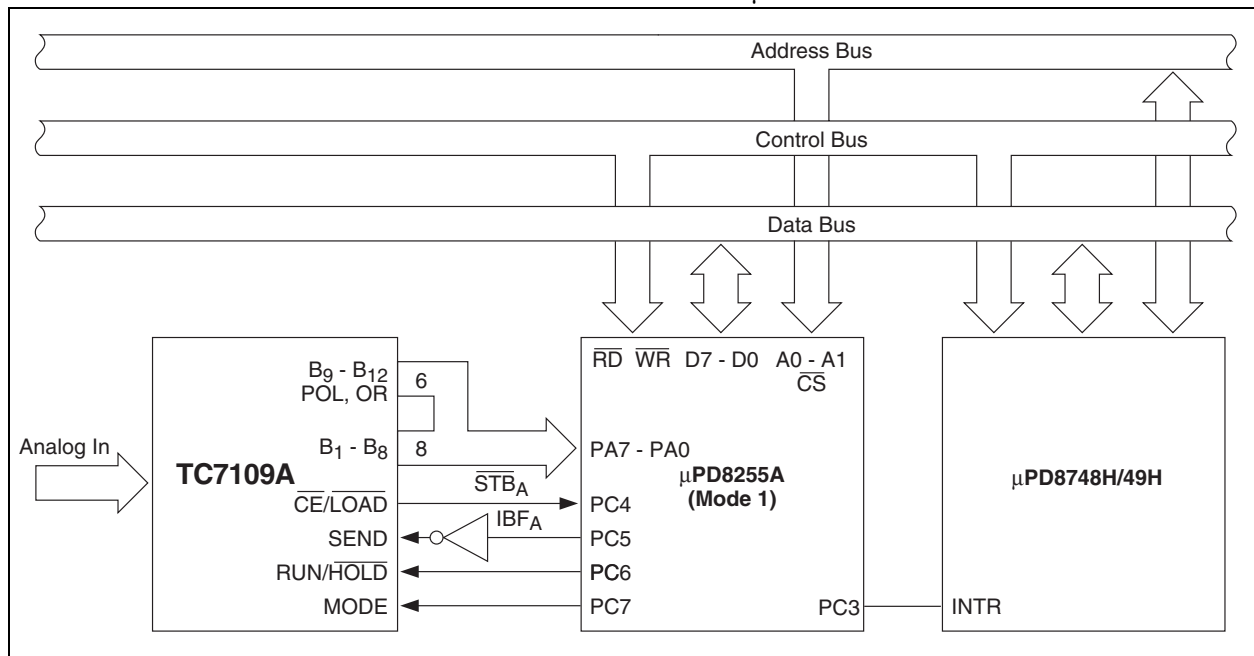 Address Bus
Control Bus
Data Bus
Analog In
TC7109A
B9 - B12
POL, OR
6
B1 - B8
8
CE/LOAD
SEND
RUN/HOLD
MODE
STBA
IBFA
RD WR D7 - D0 A0 - A1
CS
PA7 - PA0
µPD8255A
(Mode 1)
PC4
PC5
PC6
PC7
PC3
INTR
µPD8748H/49H